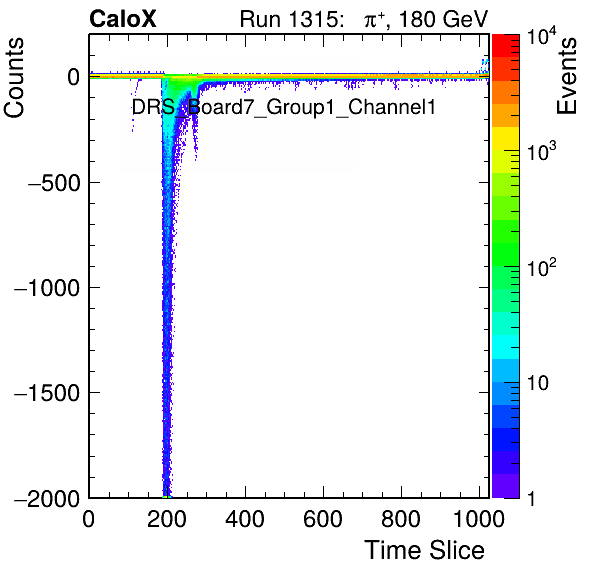 CaloX Run 1315: π⁺, 180 GeV
Counts
Events
DRS_Board7_Group1_Channel1
0
−500
−1000
−1500
−2000
0 200 400 600 800 1000
Time Slice
10⁴
10³
10²
10
1